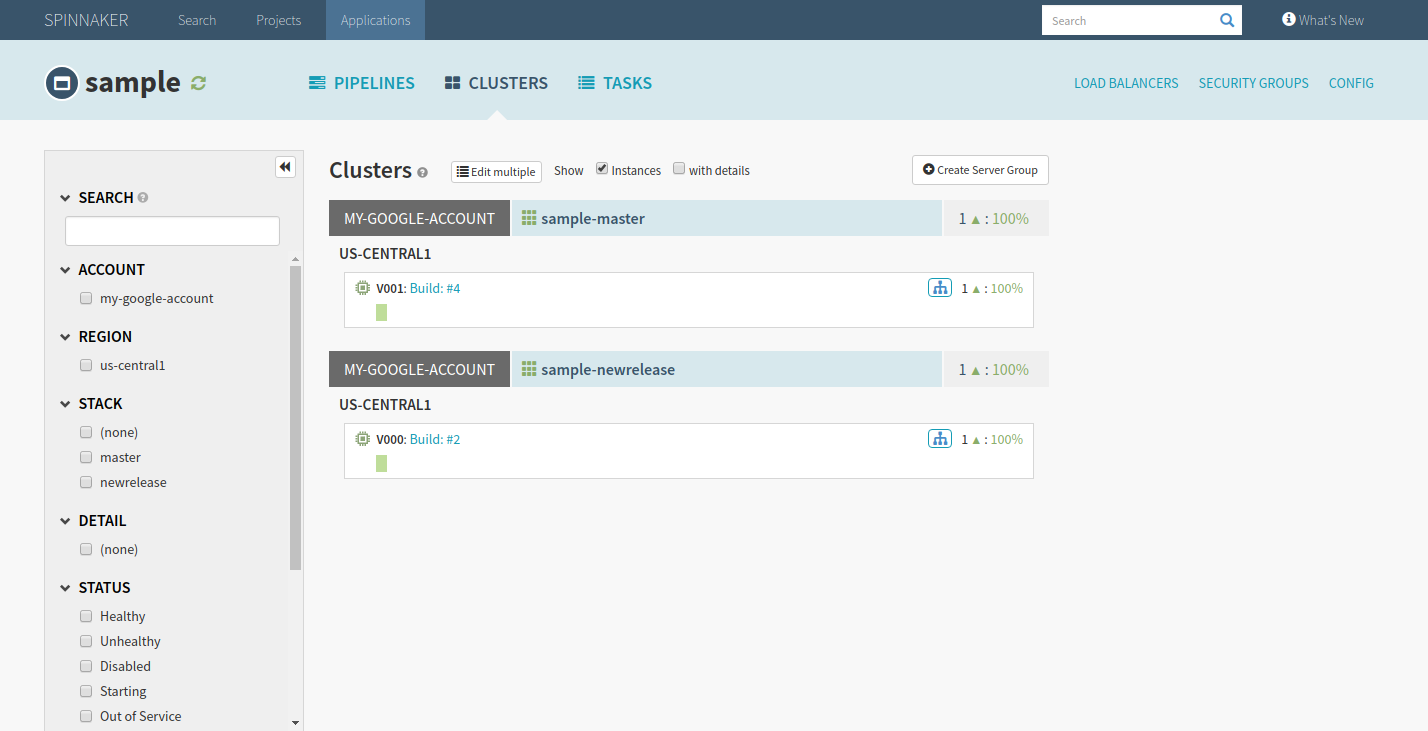 SPINNAKER Search Projects Applications Search What's New
sample PIPELINES CLUSTERS TASKS LOAD BALANCERS SECURITY GROUPS CONFIG
SEARCH ?
ACCOUNT
my-google-account
REGION
us-central1
STACK
(none)
master
newrelease
DETAIL
(none)
STATUS
Healthy
Unhealthy
Disabled
Starting
Out of Service
Clusters ? Edit multiple Show Instances with details Create Server Group
MY-GOOGLE-ACCOUNT sample-master 1 ▲ : 100%
US-CENTRAL1
V001: Build: #4 1 ▲ : 100%
MY-GOOGLE-ACCOUNT sample-newrelease 1 ▲ : 100%
US-CENTRAL1
V000: Build: #2 1 ▲ : 100%